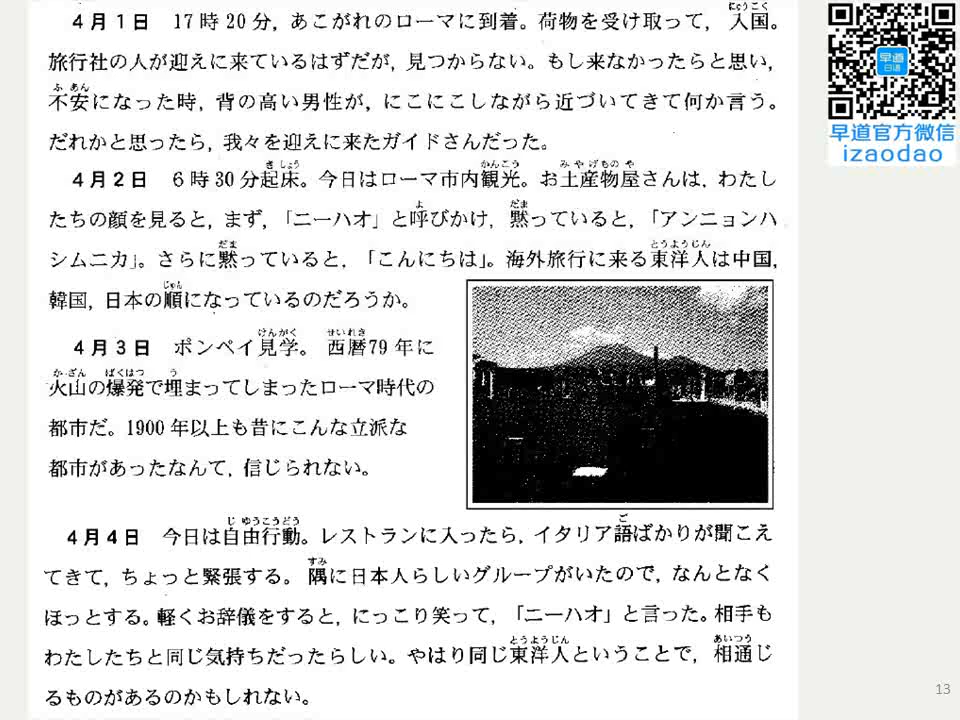 4月1日　17時20分，あこがれのローマに到着。荷物を受け取って，入国。
旅行社の人が迎えに来ているはずだが，見つからない。もし来なかったらと思い，
不安になった時，背の高い男性が，にこにこしながら近づいてきて何か言う。
だれかと思ったら，我々を迎えに来たガイドさんだった。
4月2日　6時30分起床。今日はローマ市内観光。お土産物屋さんは，わたし
たちの顔を見ると，まず，「ニーハオ」と呼びかけ，黙っていると，「アンニョンハ
シムニカ」。さらに黙っていると，「こんにちは」。海外旅行に来る東洋人は中国，
韓国，日本の順になっているのだろうか。
4月3日　ポンペイ見学。西暦79年に
火山の爆発で埋まってしまったローマ時代の
都市だ。1900年以上も昔にこんな立派な
都市があったなんて，信じられない。
4月4日　今日は自由行動。レストランに入ったら，イタリア語ばかりが聞こえ
てきて，ちょっと緊張する。隅に日本人らしいグループがいたので，なんとなく
ほっとする。軽くお辞儀をすると，にっこり笑って，「ニーハオ」と言った。相手も
わたしたちと同じ気持ちだったらしい。やはり同じ東洋人ということで，相通じ
るものがあるのかもしれない。
早道
日语
早道官方微信
izaodao
13